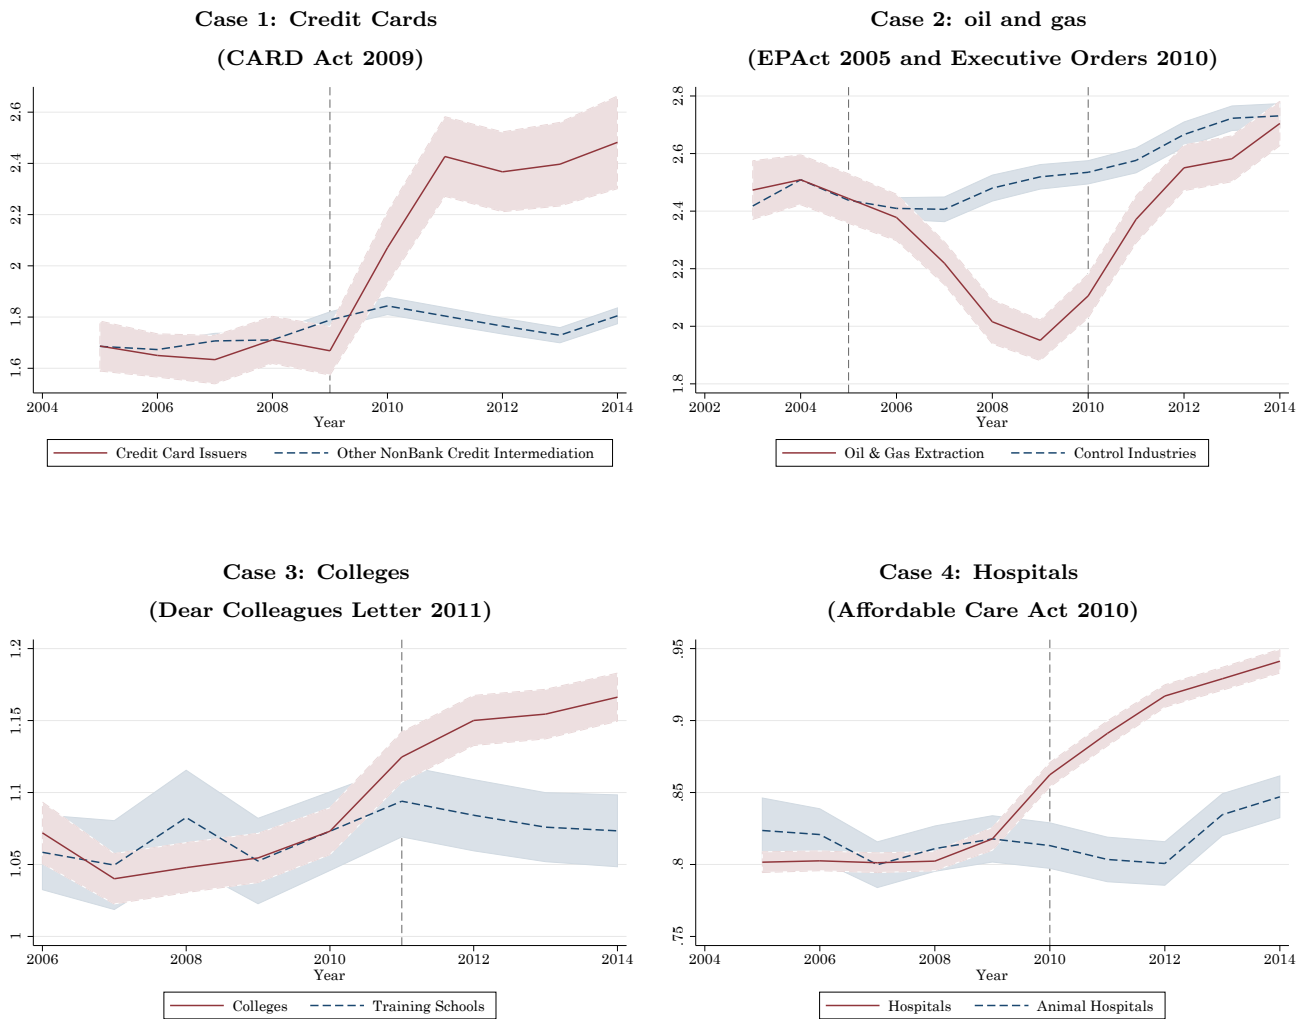 Case 1: Credit Cards
(CARD Act 2009)
2.6
2.4
2.2
2
1.8
1.6
2004 2006 2008 2010 2012 2014
Year
Credit Card Issuers Other NonBank Credit Intermediation
Case 2: oil and gas
(EPAct 2005 and Executive Orders 2010)
2.8
2.6
2.4
2.2
2
1.8
2002 2004 2006 2008 2010 2012 2014
Year
Oil & Gas Extraction Control Industries
Case 3: Colleges
(Dear Colleagues Letter 2011)
1.2
1.15
1.1
1.05
1
2006 2008 2010 2012 2014
Year
Colleges Training Schools
Case 4: Hospitals
(Affordable Care Act 2010)
.95
.9
.85
.8
.75
2004 2006 2008 2010 2012 2014
Year
Hospitals Animal Hospitals